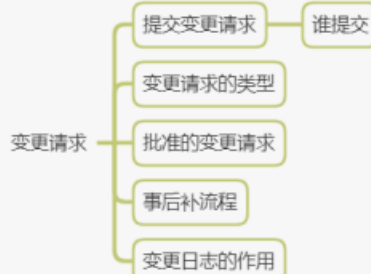 提交变更请求
谁提交
变更请求的类型
变更请求
批准的变更请求
事后补流程
变更日志的作用